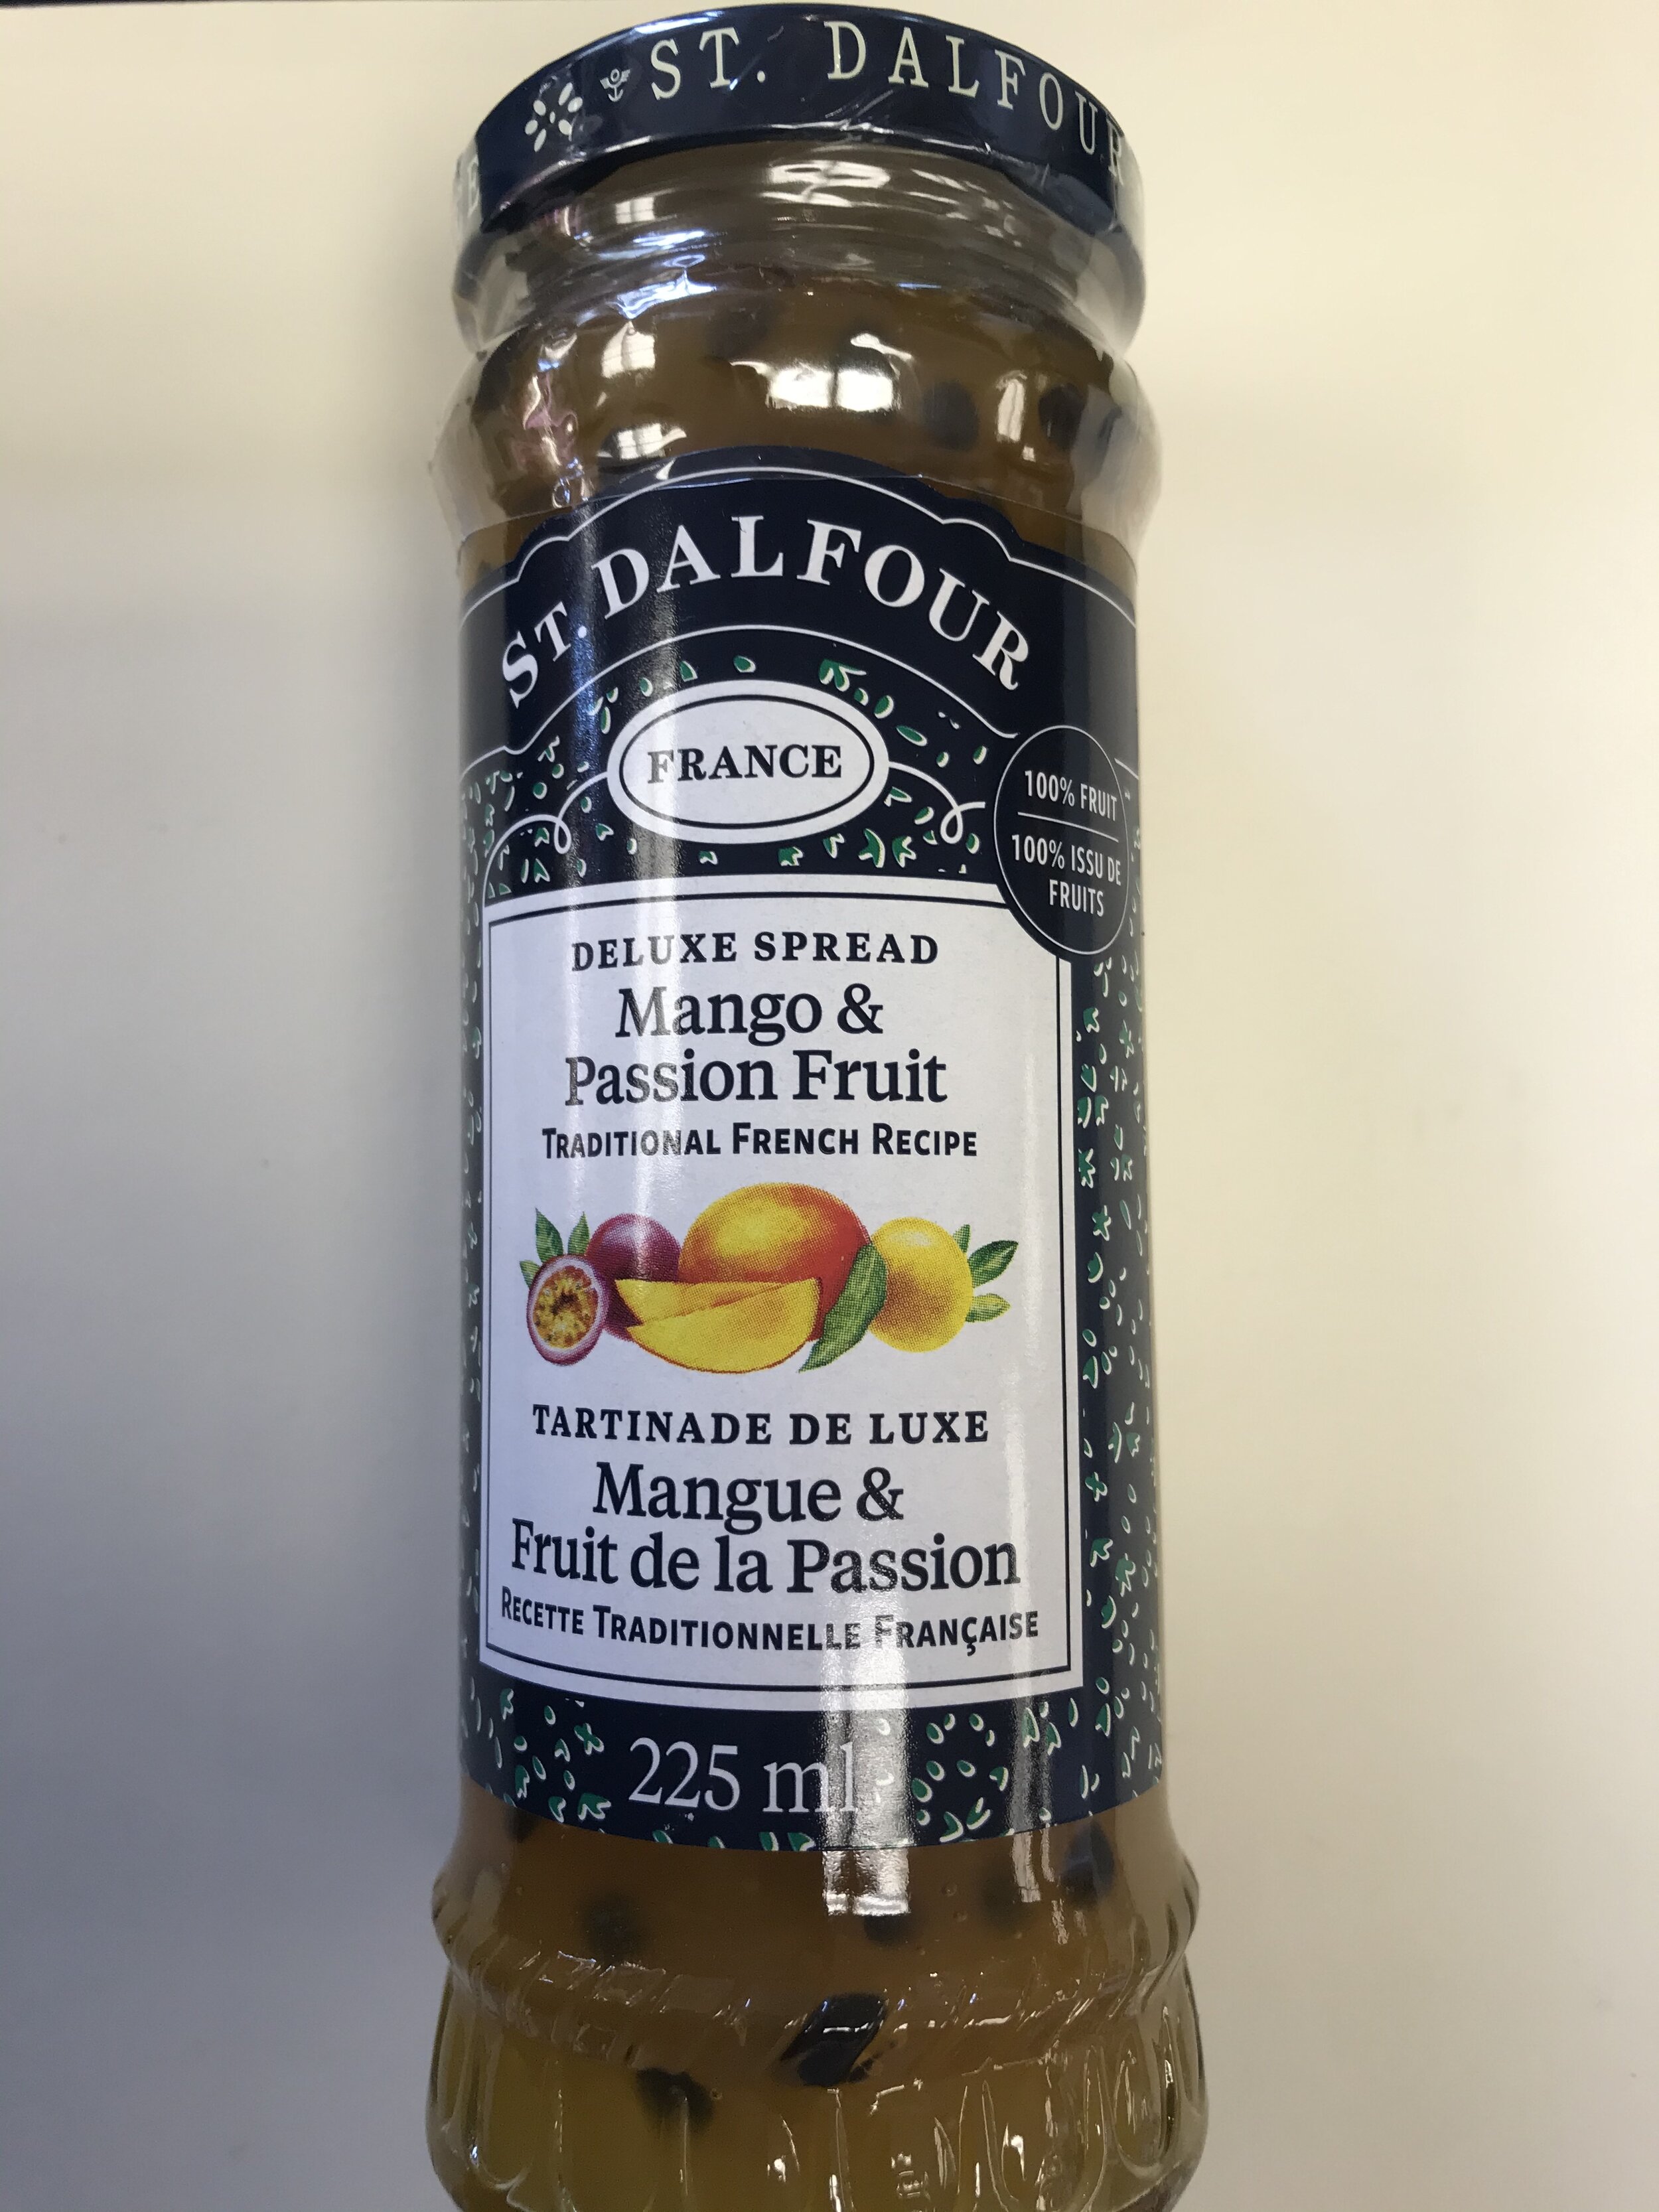 ST. DALFOUR
ST. DALFOUR
FRANCE
100% FRUIT
100% ISSU DE
FRUITS
DELUXE SPREAD
Mango &
Passion Fruit
TRADITIONAL FRENCH RECIPE
TARTINADE DE LUXE
Mangue &
Fruit de la Passion
RECETTE TRADITIONNELLE FRANÇAISE
225 ml